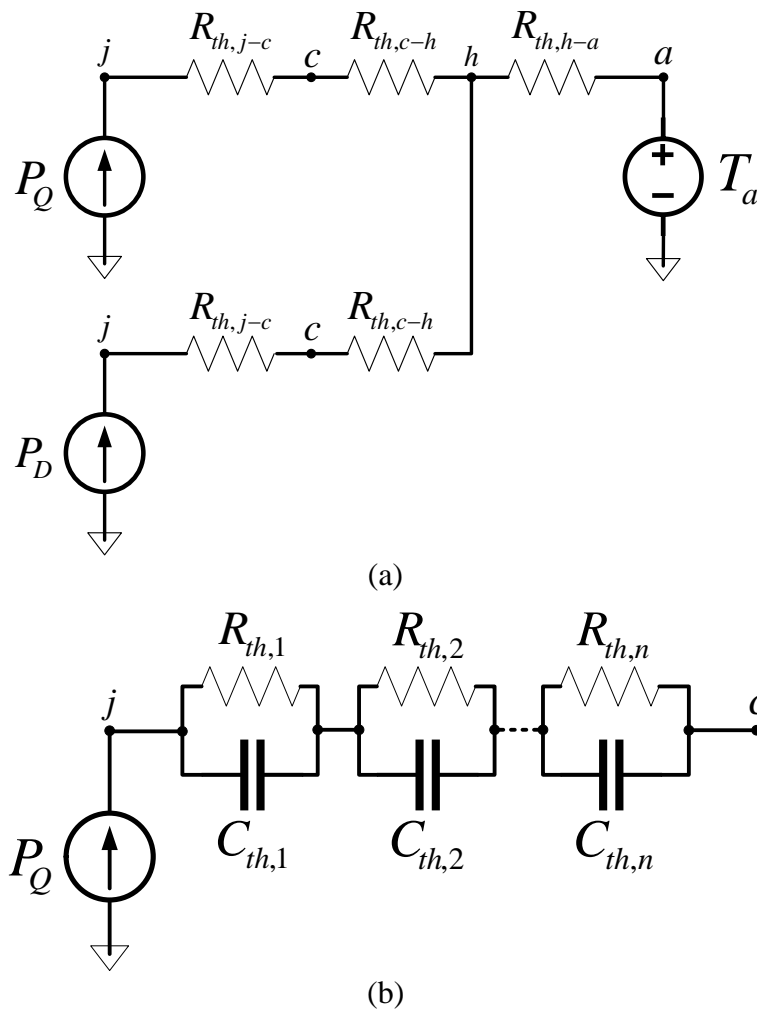 R_{th,j-c} R_{th,c-h} R_{th,h-a}
j c h a
P_Q + − T_a
R_{th,j-c} R_{th,c-h}
j c
P_D
(a)
R_{th,1} R_{th,2} R_{th,n}
j c
C_{th,1} C_{th,2} C_{th,n}
P_Q
(b)